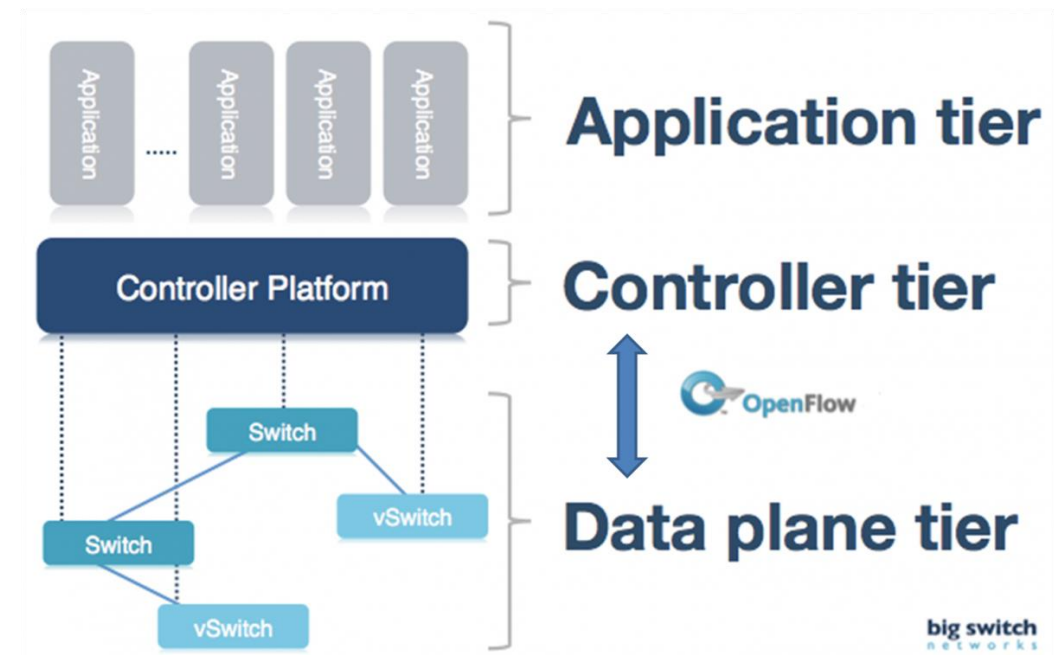 Application
.....
Application
Application
Application
Application tier
Controller Platform
Controller tier
OpenFlow
Switch
vSwitch
Switch
Data plane tier
vSwitch
big switch
networks